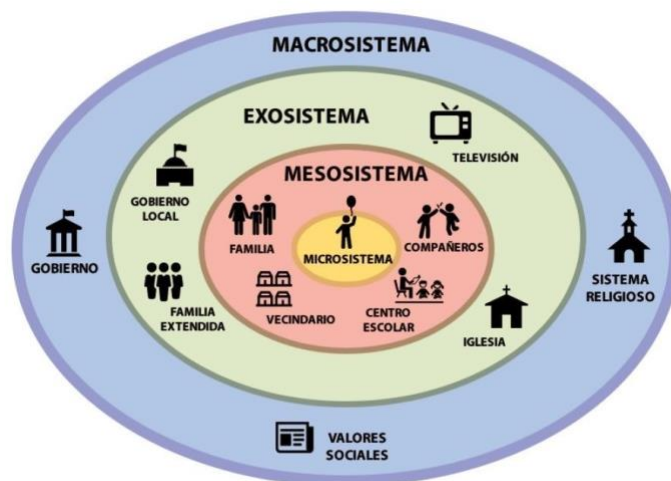 MACROSISTEMA
EXOSISTEMA
TELEVISIÓN
MESOSISTEMA
GOBIERNO
LOCAL
FAMILIA
COMPAÑEROS
MICROSISTEMA
GOBIERNO
SISTEMA
RELIGIOSO
FAMILIA
EXTENDIDA
VECINDARIO
CENTRO
ESCOLAR
IGLESIA
VALORES
SOCIALES